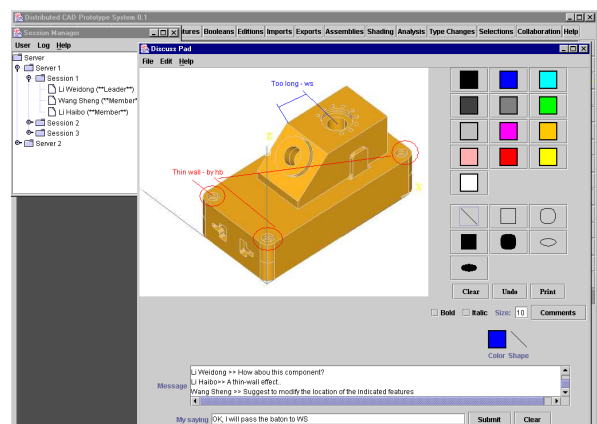 Distributed CAD Prototype System 0.1
Session Manager
User Log Help
Server
Server 1
Session 1
Li Weidong (**Leader**)
Wang Sheng (**Member*
Li Haibo (**Member**)
Session 2
Session 3
Server 2
tures Booleans Editions Imports Exports Assemblies Shading Analysis Type Changes Selections Collaboration Help
Discuss Pad
File Edit Help
Too long - ws
Z
Thin wall - by hb
X
Clear Undo Print
Bold Italic Size: 10 Comments
Color Shape
Message
Li Weidong >> How abou this component?
Li Haibo>> A thin-wall effect..
Wang Sheng >> Suggest to modify the location of the indicated features
My saying OK, I will pass the baton to WS. Submit Clear